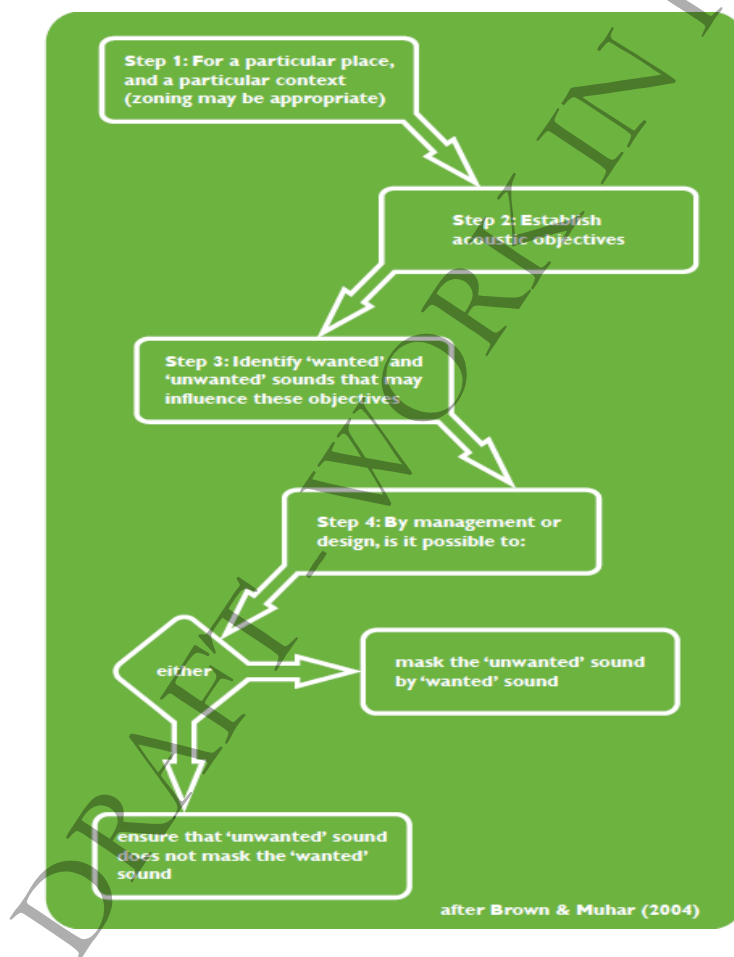 Step 1: For a particular place,
and a particular context
(zoning may be appropriate)
Step 2: Establish
acoustic objectives
Step 3: Identify ‘wanted’ and
‘unwanted’ sounds that may
influence these objectives
Step 4: By management or
design, is it possible to:
either
mask the ‘unwanted’ sound
by ‘wanted’ sound
ensure that ‘unwanted’ sound
does not mask the ‘wanted’
sound
after Brown & Muhar (2004)
DRAFT - WORK IN